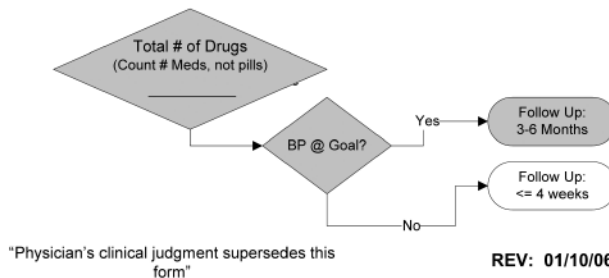 Total # of Drugs
(Count # Meds, not pills)
BP @ Goal?
Yes
Follow Up:
3-6 Months
No
Follow Up:
<= 4 weeks
"Physician's clinical judgment supersedes this
form"
REV: 01/10/06